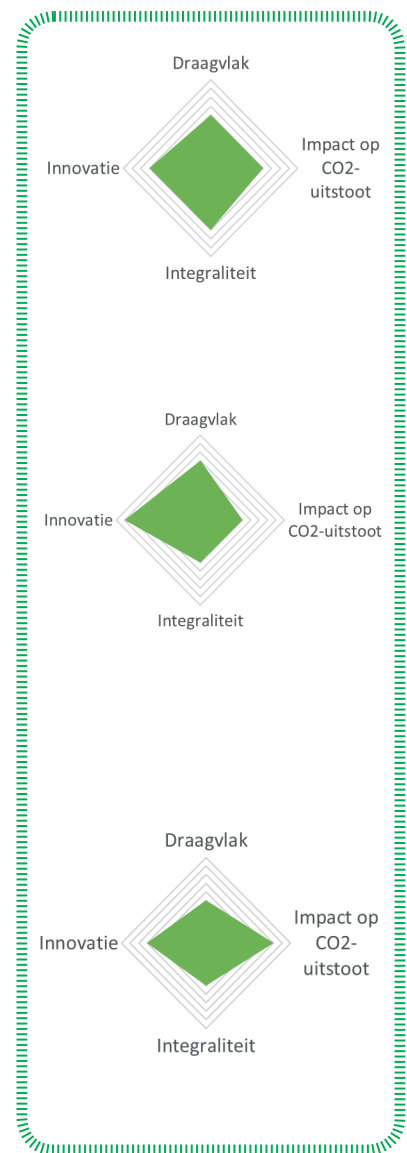 Draagvlak
Impact op
CO2-
uitstoot
Innovatie
Integraliteit
Draagvlak
Impact op
CO2-uitstoot
Innovatie
Integraliteit
Draagvlak
Impact op
CO2-
uitstoot
Innovatie
Integraliteit